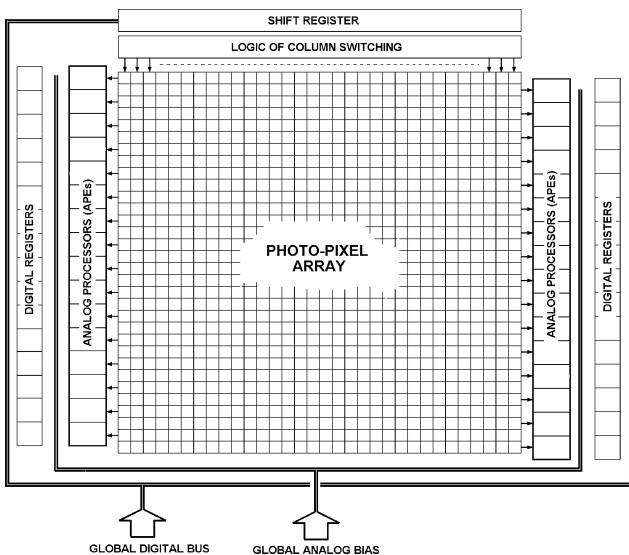 SHIFT REGISTER
LOGIC OF COLUMN SWITCHING
DIGITAL REGISTERS
ANALOG PROCESSORS (APEs)
PHOTO-PIXEL
ARRAY
ANALOG PROCESSORS (APEs)
DIGITAL REGISTERS
GLOBAL DIGITAL BUS
GLOBAL ANALOG BIAS